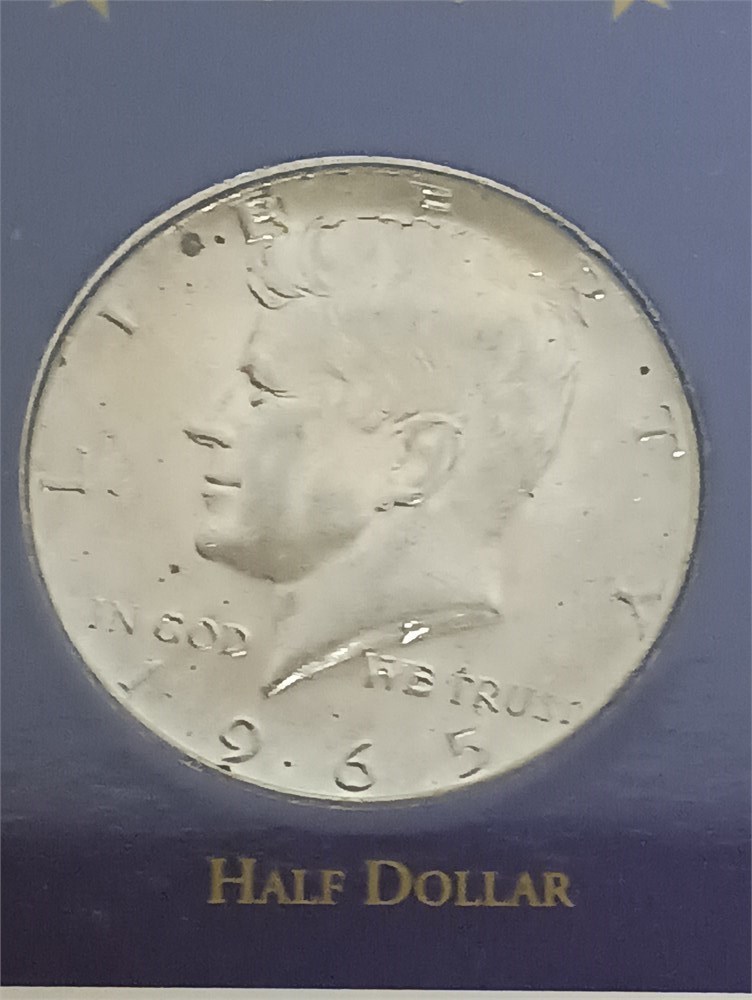 LIBERTY
IN GOD WE TRUST
1965
HALF DOLLAR